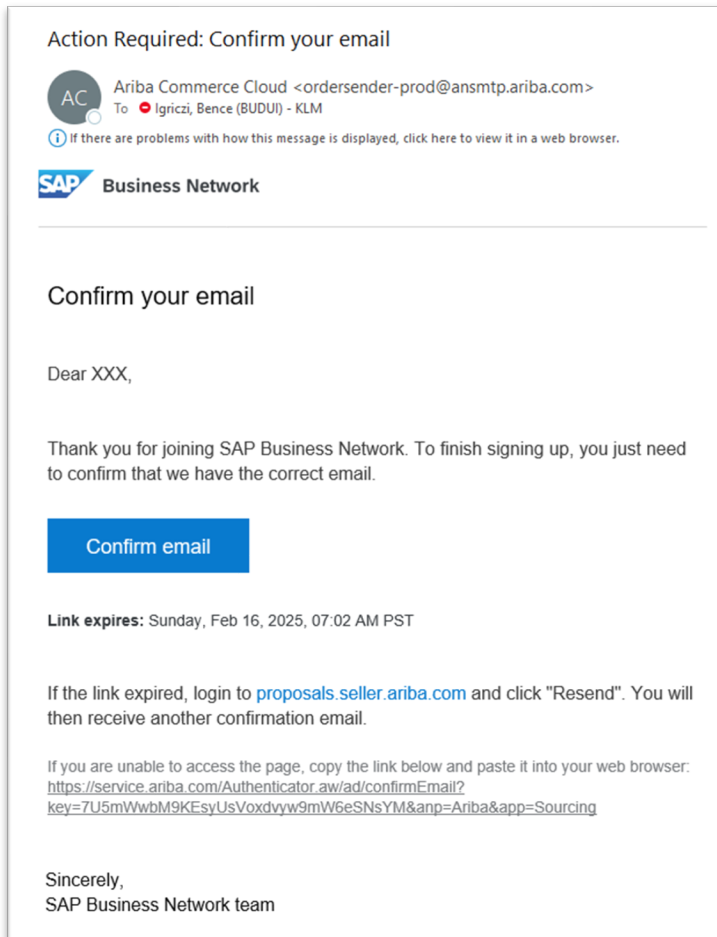 Action Required: Confirm your email
AC
Ariba Commerce Cloud <ordersender-prod@ansmtp.ariba.com>
To Igriczi, Bence (BUDUI) - KLM
If there are problems with how this message is displayed, click here to view it in a web browser.
SAP Business Network
Confirm your email
Dear XXX,
Thank you for joining SAP Business Network. To finish signing up, you just need
to confirm that we have the correct email.
Confirm email
Link expires: Sunday, Feb 16, 2025, 07:02 AM PST
If the link expired, login to proposals.seller.ariba.com and click "Resend". You will
then receive another confirmation email.
If you are unable to access the page, copy the link below and paste it into your web browser:
https://service.ariba.com/Authenticator.aw/ad/confirmEmail?
key=7U5mWwbM9KEsyUsVoxdvyw9mW6eSNsYM&anp=Ariba&app=Sourcing
Sincerely,
SAP Business Network team